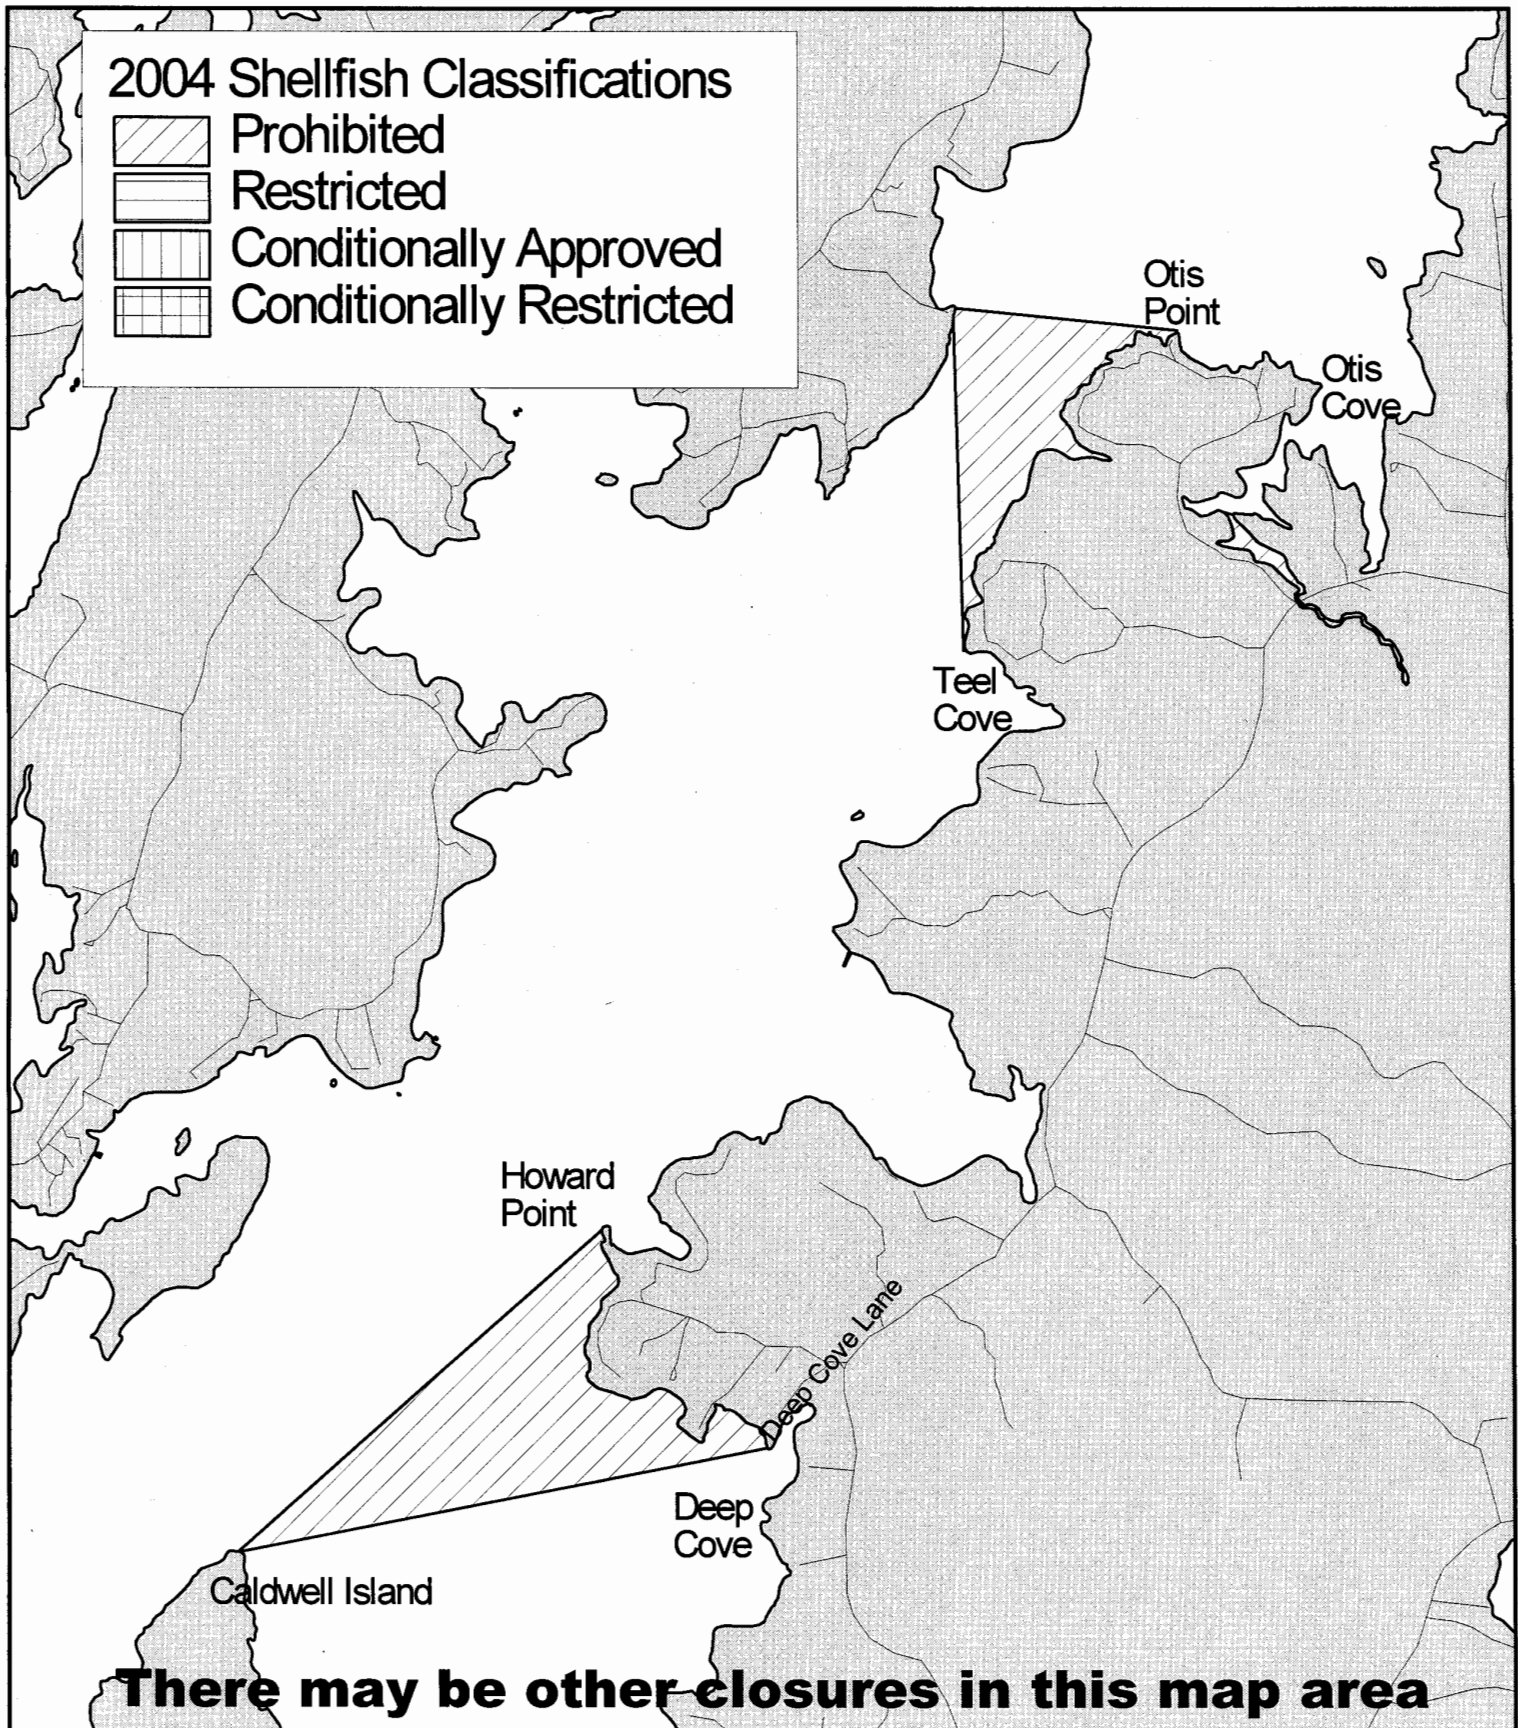 2004 Shellfish Classifications
Prohibited
Restricted
Conditionally Approved
Conditionally Restricted
Otis
Point
Otis
Cove
Teel
Cove
Howard
Point
Deep Cove Lane
Deep
Cove
Caldwell Island
There may be other closures in this map area